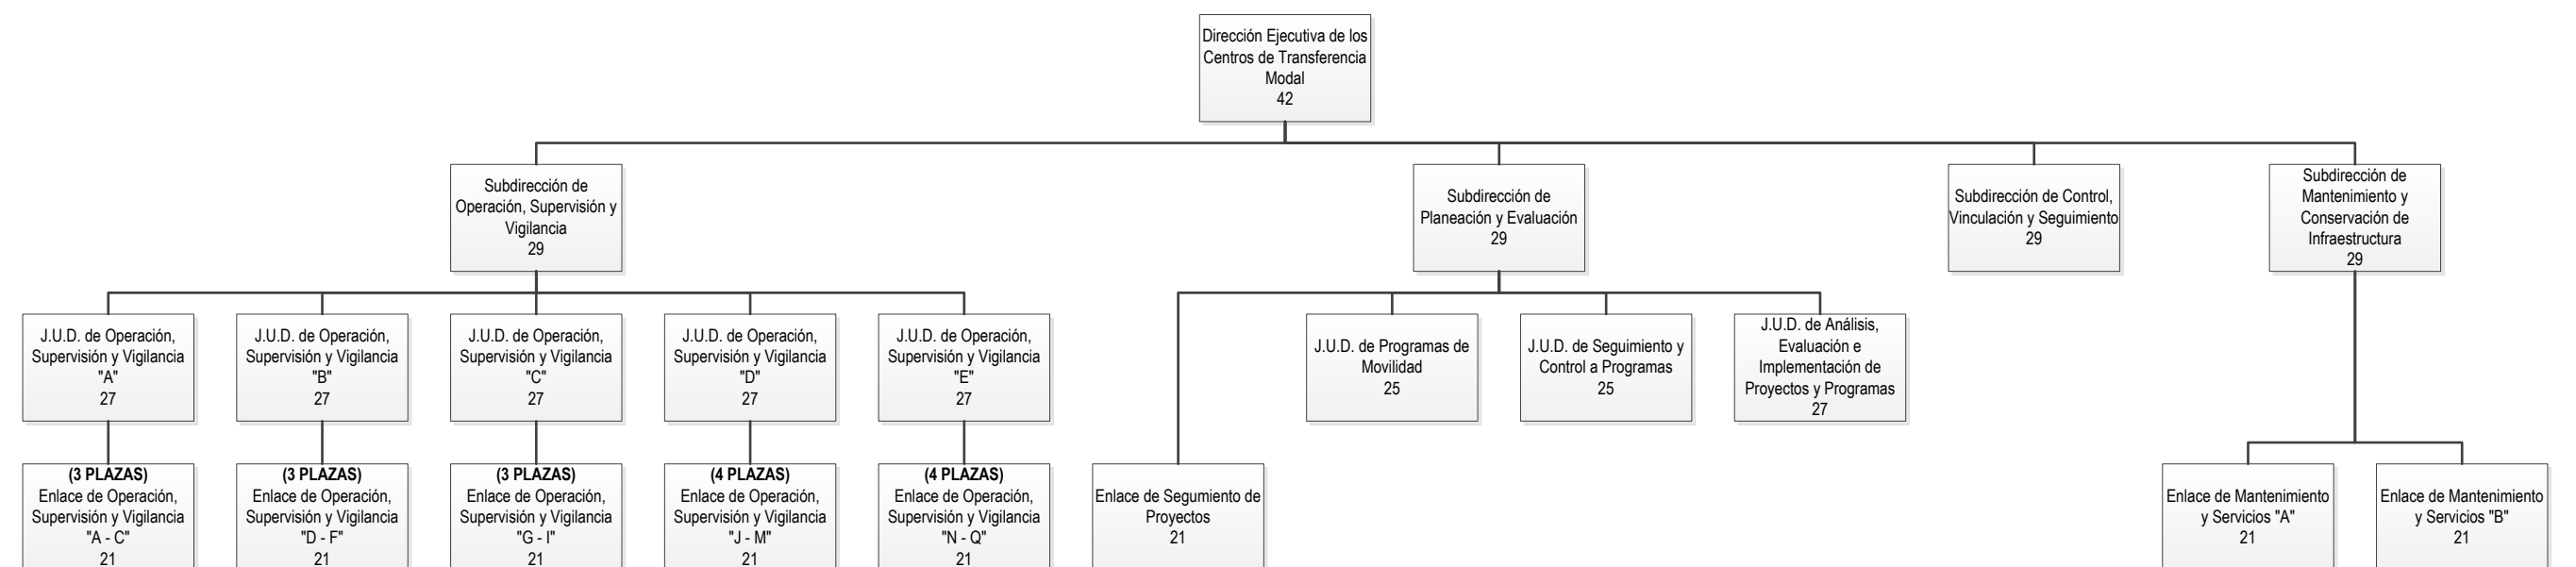 Dirección Ejecutiva de los
Centros de Transferencia
Modal
42
Subdirección de
Operación, Supervisión y
Vigilancia
29
Subdirección de
Planeación y Evaluación
29
Subdirección de Control,
Vinculación y Seguimiento
29
Subdirección de
Mantenimiento y
Conservación de
Infraestructura
29
J.U.D. de Operación,
Supervisión y Vigilancia
"A"
27
J.U.D. de Operación,
Supervisión y Vigilancia
"B"
27
J.U.D. de Operación,
Supervisión y Vigilancia
"C"
27
J.U.D. de Operación,
Supervisión y Vigilancia
"D"
27
J.U.D. de Operación,
Supervisión y Vigilancia
"E"
27
J.U.D. de Programas de
Movilidad
25
J.U.D. de Seguimiento y
Control a Programas
25
J.U.D. de Análisis,
Evaluación e
Implementación de
Proyectos y Programas
27
(3 PLAZAS)
Enlace de Operación,
Supervisión y Vigilancia
"A - C"
21
(3 PLAZAS)
Enlace de Operación,
Supervisión y Vigilancia
"D - F"
21
(3 PLAZAS)
Enlace de Operación,
Supervisión y Vigilancia
"G - I"
21
(4 PLAZAS)
Enlace de Operación,
Supervisión y Vigilancia
"J - M"
21
(4 PLAZAS)
Enlace de Operación,
Supervisión y Vigilancia
"N - Q"
21
Enlace de Segumiento de
Proyectos
21
Enlace de Mantenimiento
y Servicios "A"
21
Enlace de Mantenimiento
y Servicios "B"
21